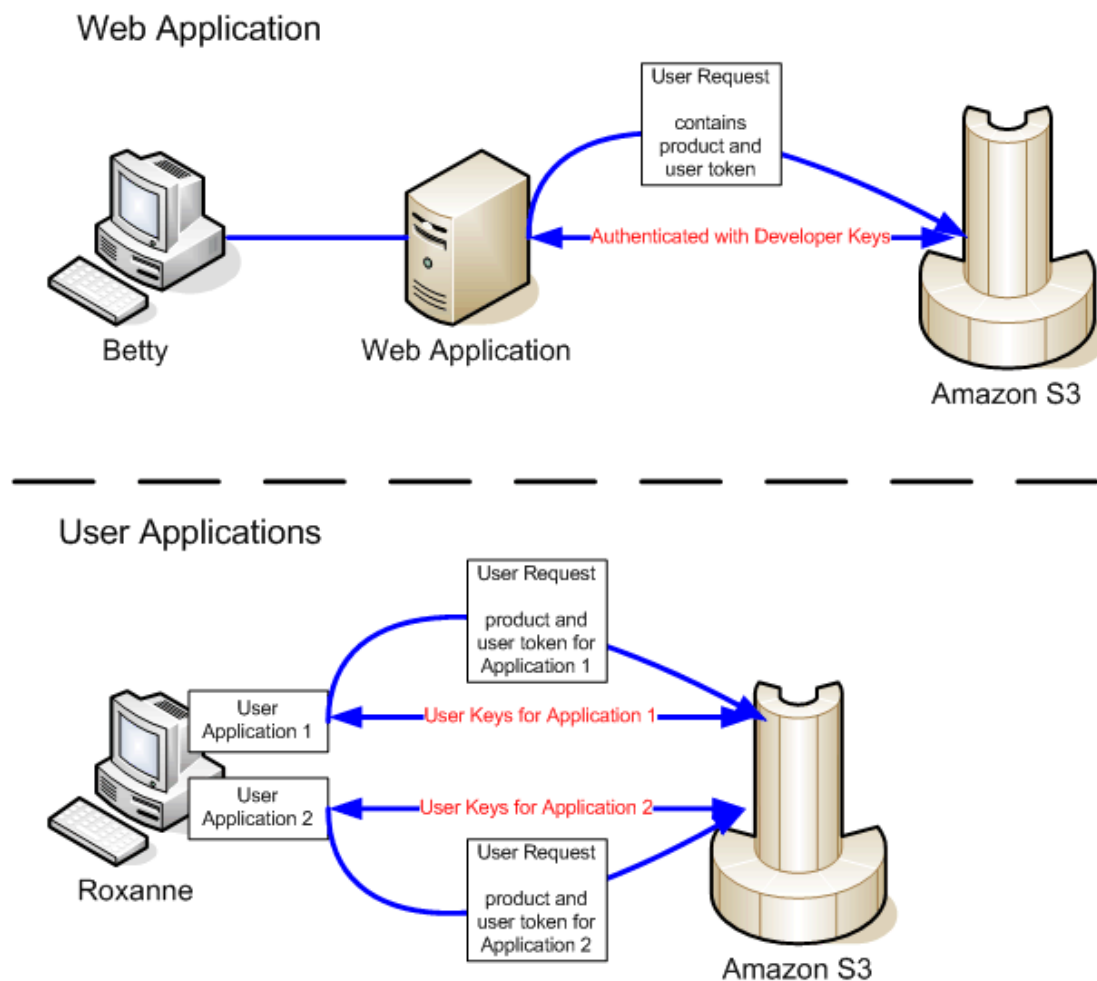 Web Application
User Request
contains
product and
user token
Authenticated with Developer Keys
Betty
Web Application
Amazon S3
User Applications
User Request
product and
user token for
Application 1
User
Application 1
User Keys for Application 1
User
Application 2
User Keys for Application 2
User Request
product and
user token for
Application 2
Roxanne
Amazon S3